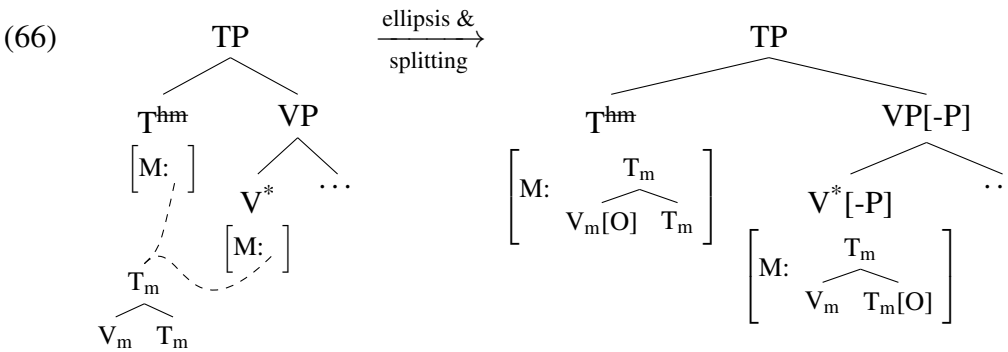 (66) TP ellipsis & splitting TP
T^hm VP T^hm VP[-P]
[M: ] V* ... [M: T_m V*[-P] ..
[M: ] V_m[O] T_m]
T_m [M: T_m
V_m T_m V_m T_m[O]]